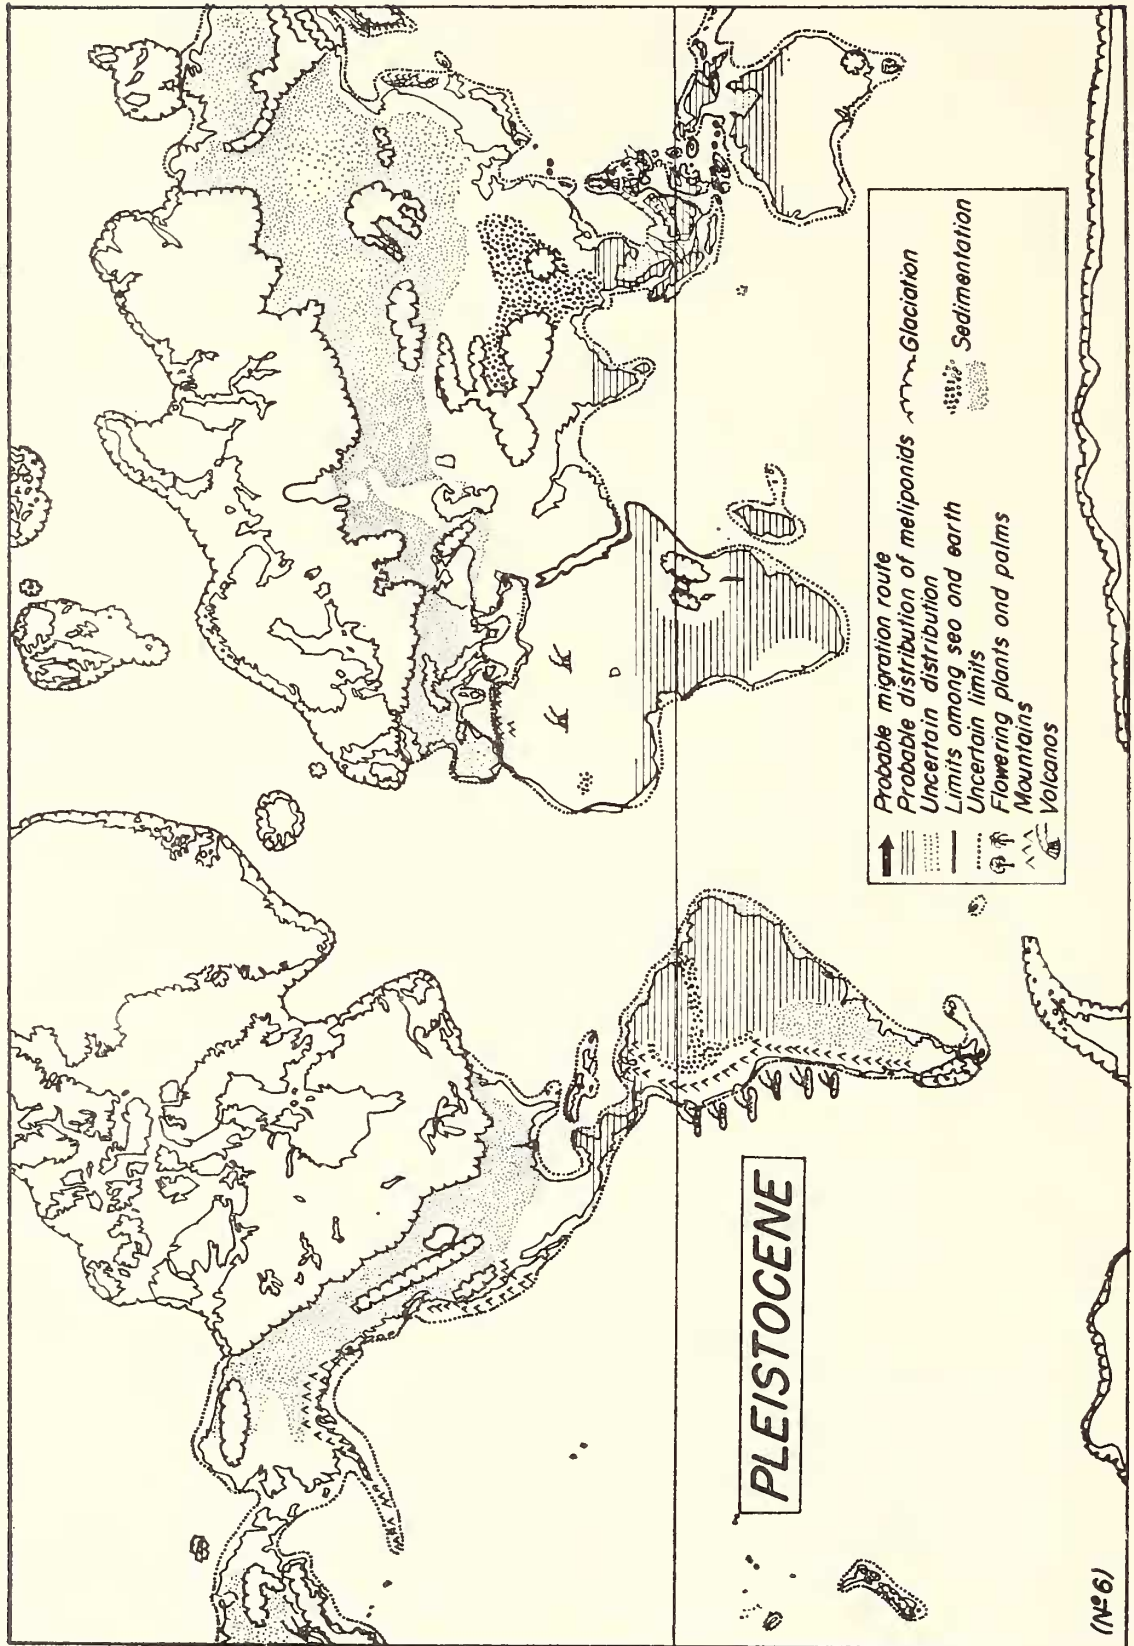 PLEISTOCENE
Probable migration route
Probable distribution of meliponids
Uncertain distribution
Limits among sea and earth
Uncertain limits
Flowering plants and palms
Mountains
Volcanos
Glaciation
Sedimentation
(Nº6)